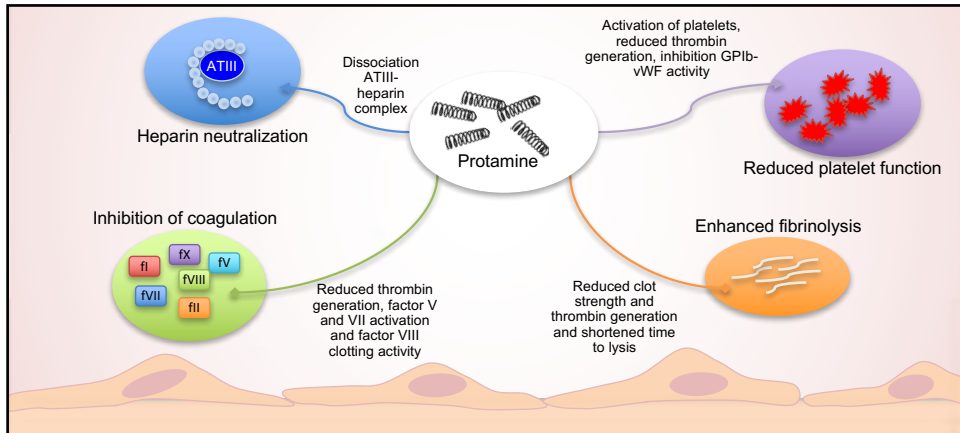 ATIII
Heparin neutralization
Dissociation
ATIII-
heparin
complex
Protamine
Activation of platelets,
reduced thrombin
generation, inhibition GPIb-
vWF activity
Reduced platelet function
Inhibition of coagulation
fI
fX
fV
fVIII
fVII
fII
Reduced thrombin
generation, factor V
and VII activation
and factor VIII
clotting activity
Enhanced fibrinolysis
Reduced clot
strength and
thrombin generation
and shortened time
to lysis